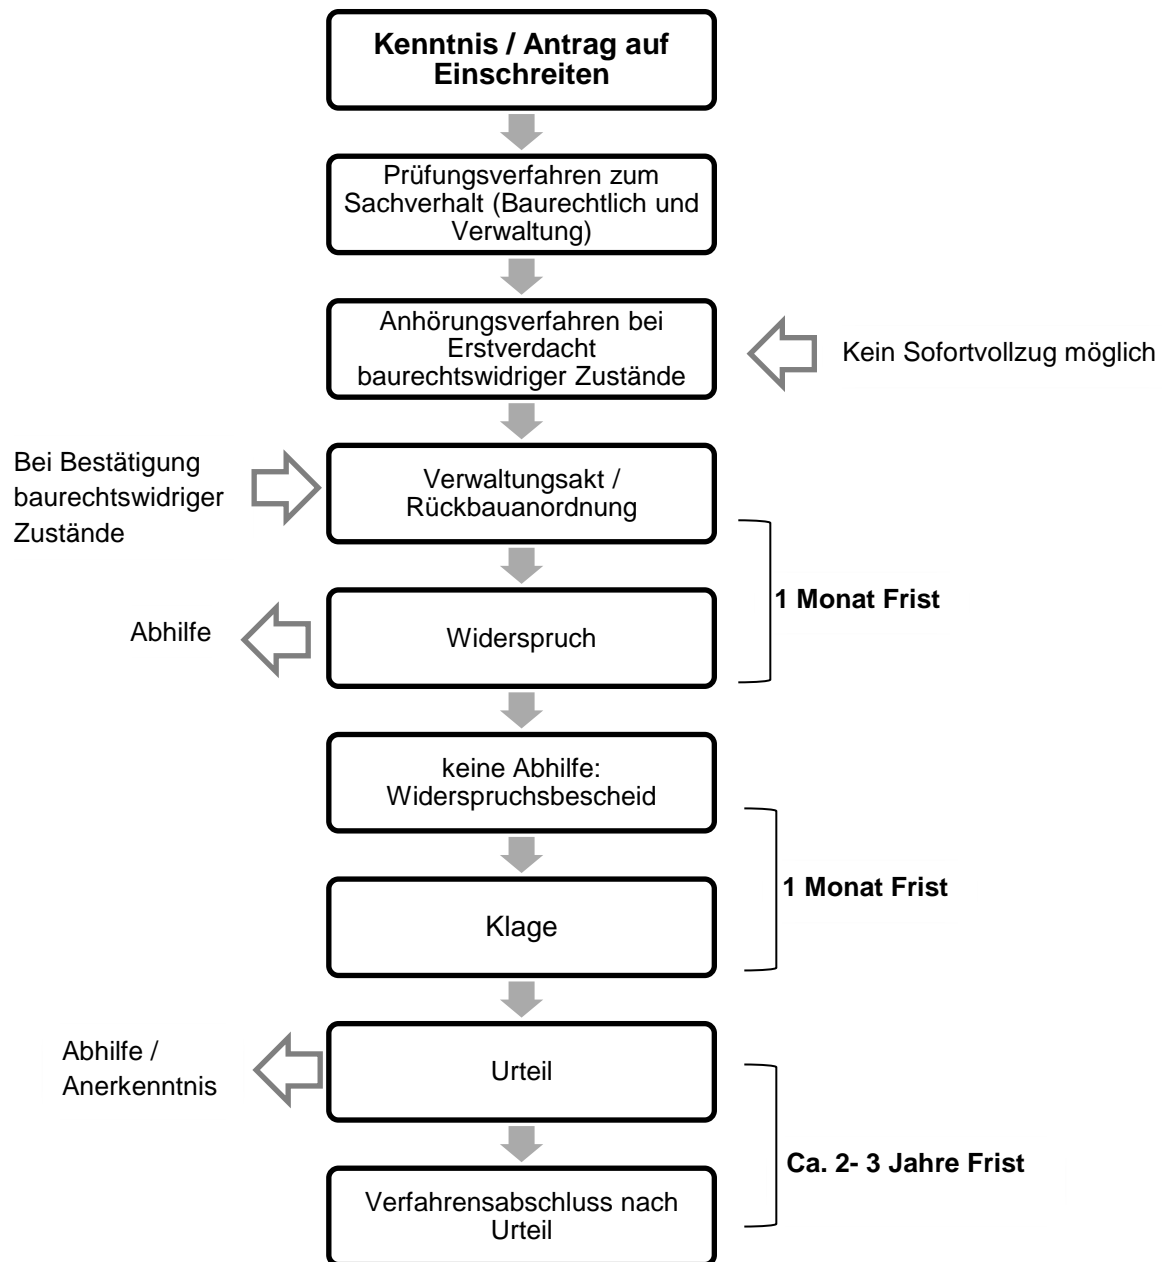 Kenntnis / Antrag auf
Einschreiten
Prüfungsverfahren zum
Sachverhalt (Baurechtlich und
Verwaltung)
Anhörungsverfahren bei
Erstverdacht
baurechtswidriger Zustände
Kein Sofortvollzug möglich
Bei Bestätigung
baurechtswidriger
Zustände
Verwaltungsakt /
Rückbauanordnung
1 Monat Frist
Abhilfe
Widerspruch
keine Abhilfe:
Widerspruchsbescheid
1 Monat Frist
Klage
Abhilfe /
Anerkenntnis
Urteil
Ca. 2- 3 Jahre Frist
Verfahrensabschluss nach
Urteil